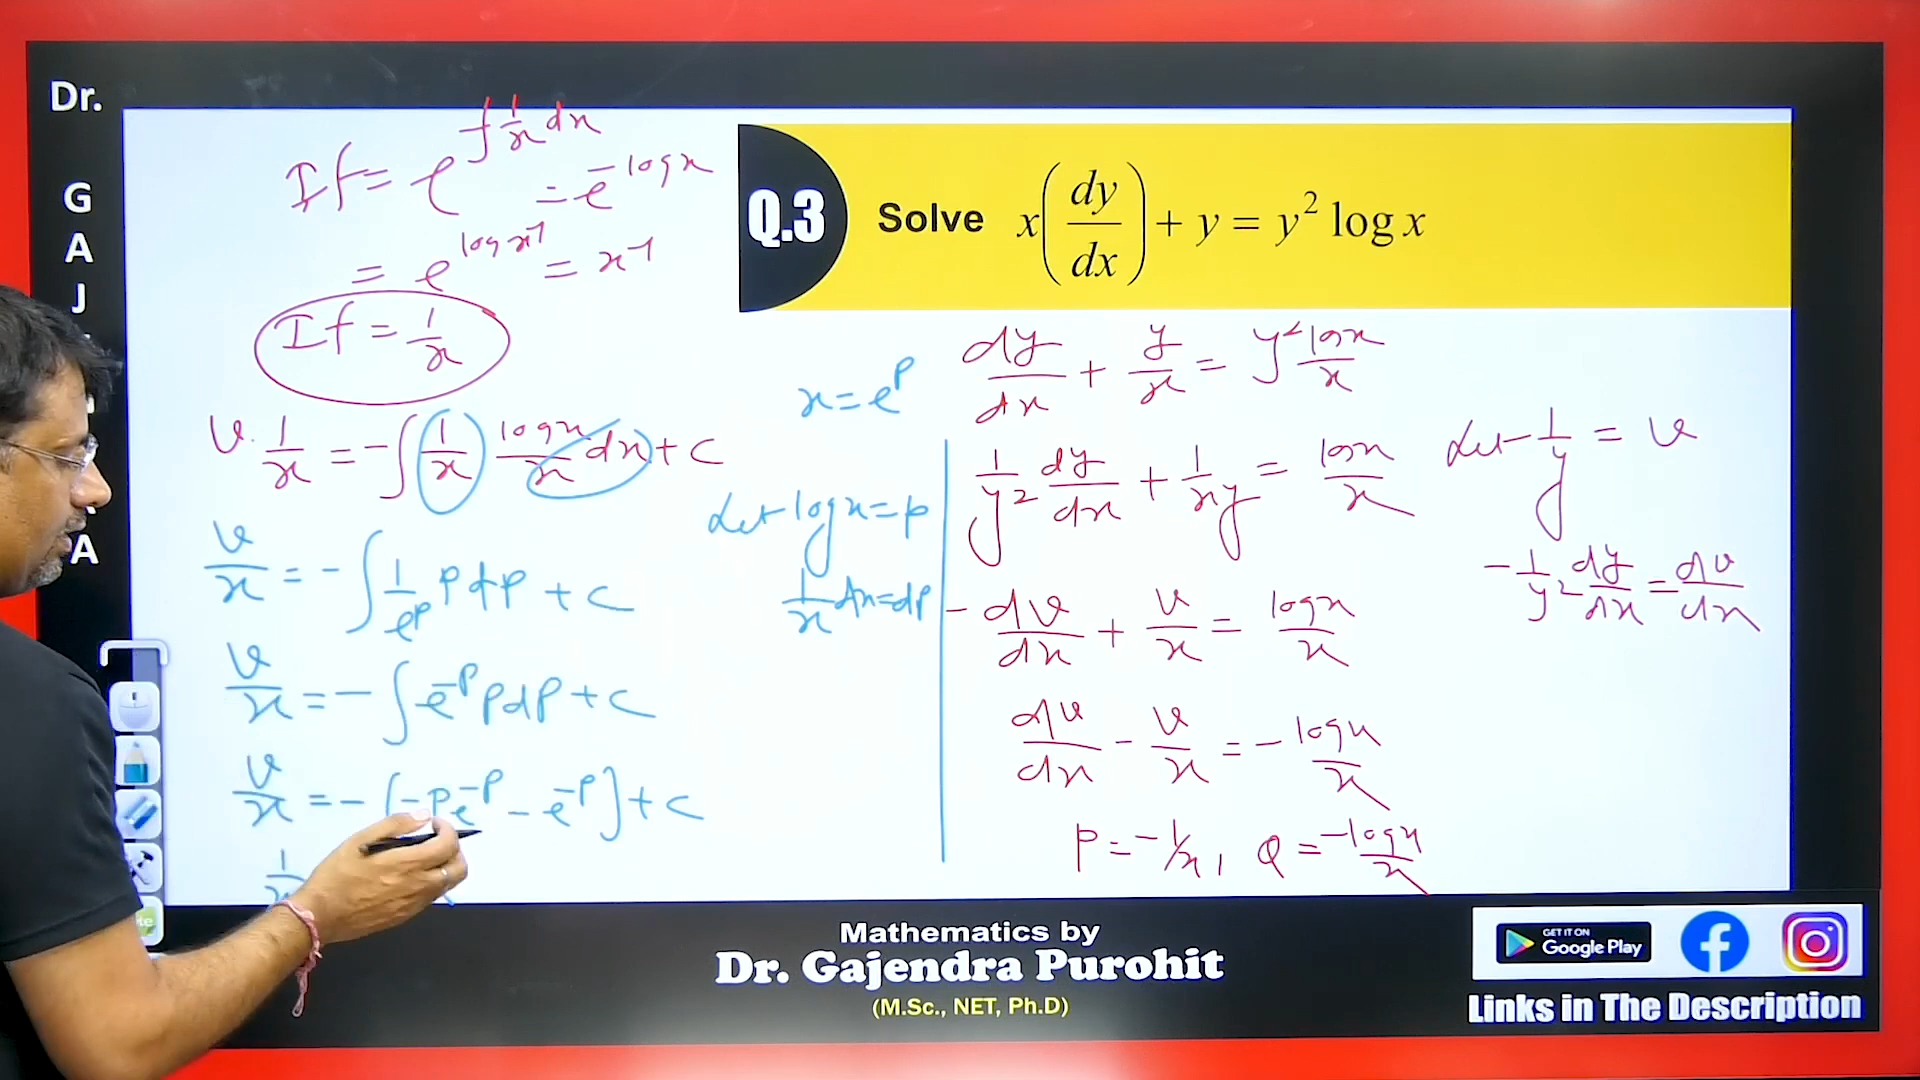 Dr.
G
A
J
A
Q.3 Solve x(dy/dx) + y = y² log x
If = e^∫1/x dx
= e^-log x
= e^log x⁻¹ = x⁻¹
If = 1/x
v. 1/x = -∫ 1/x log x/x dx + c
v/x = -∫ 1/e^p p dp + c
v/x = -∫ e^-p p dp + c
v/x = -[-pe^-p - e^-p] + c
x = e^p
Let log x = p
1/x dx = dp
dy/dx + y/x = y² log x/x
1/y² dy/dx + 1/xy = log x/x
-dv/dx + v/x = log x/x
dv/dx - v/x = -log x/x
P = -1/x, Q = -log x/x
Let 1/y = v
-1/y² dy/dx = dv/dx
Mathematics by
Dr. Gajendra Purohit
(M.Sc., NET, Ph.D)
GET IT ON
Google Play
Links in The Description